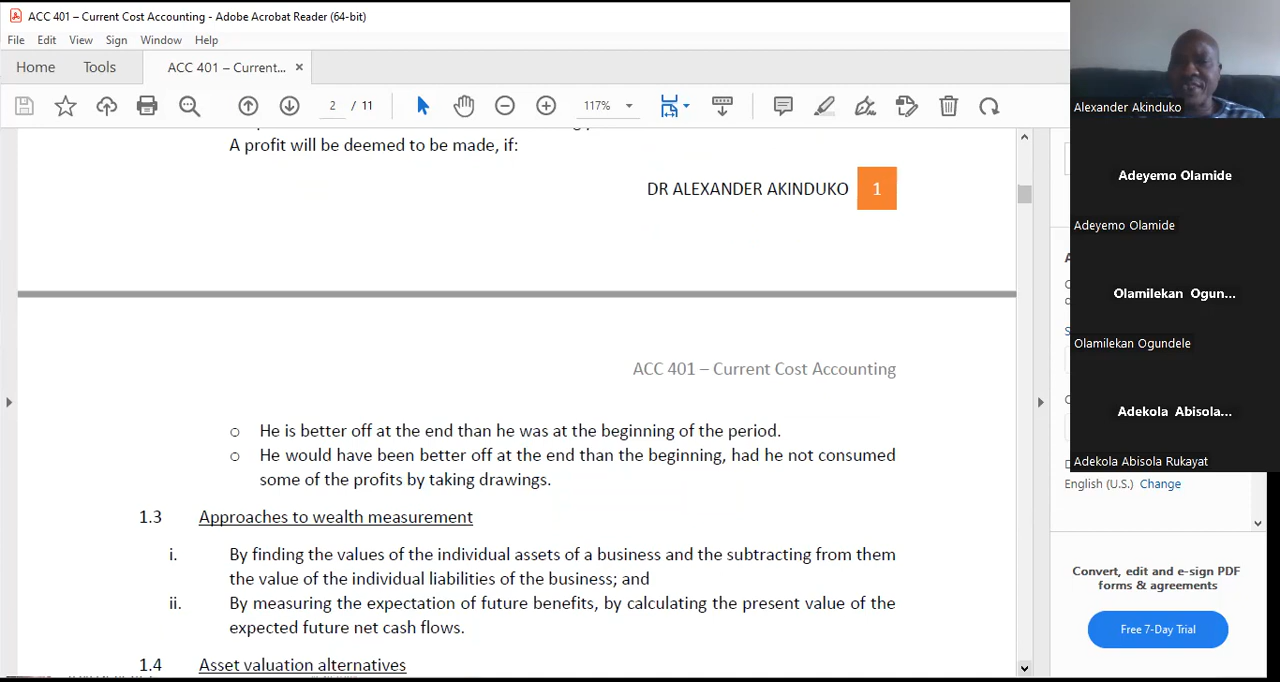 ACC 401 – Current Cost Accounting - Adobe Acrobat Reader (64-bit)
File Edit View Sign Window Help
Home Tools ACC 401 – Current... ×
2 / 11 117%
A profit will be deemed to be made, if:
DR ALEXANDER AKINDUKO 1
ACC 401 – Current Cost Accounting
o He is better off at the end than he was at the beginning of the period.
o He would have been better off at the end than the beginning, had he not consumed
some of the profits by taking drawings.
1.3 Approaches to wealth measurement
i. By finding the values of the individual assets of a business and the subtracting from them
the value of the individual liabilities of the business; and
ii. By measuring the expectation of future benefits, by calculating the present value of the
expected future net cash flows.
1.4 Asset valuation alternatives
Alexander Akinduko
Adeyemo Olamide
Adeyemo Olamide
Olamilekan Ogun...
Olamilekan Ogundele
Adekola Abisola...
Adekola Abisola Rukayat
English (U.S.) Change
Convert, edit and e-sign PDF
forms & agreements
Free 7-Day Trial